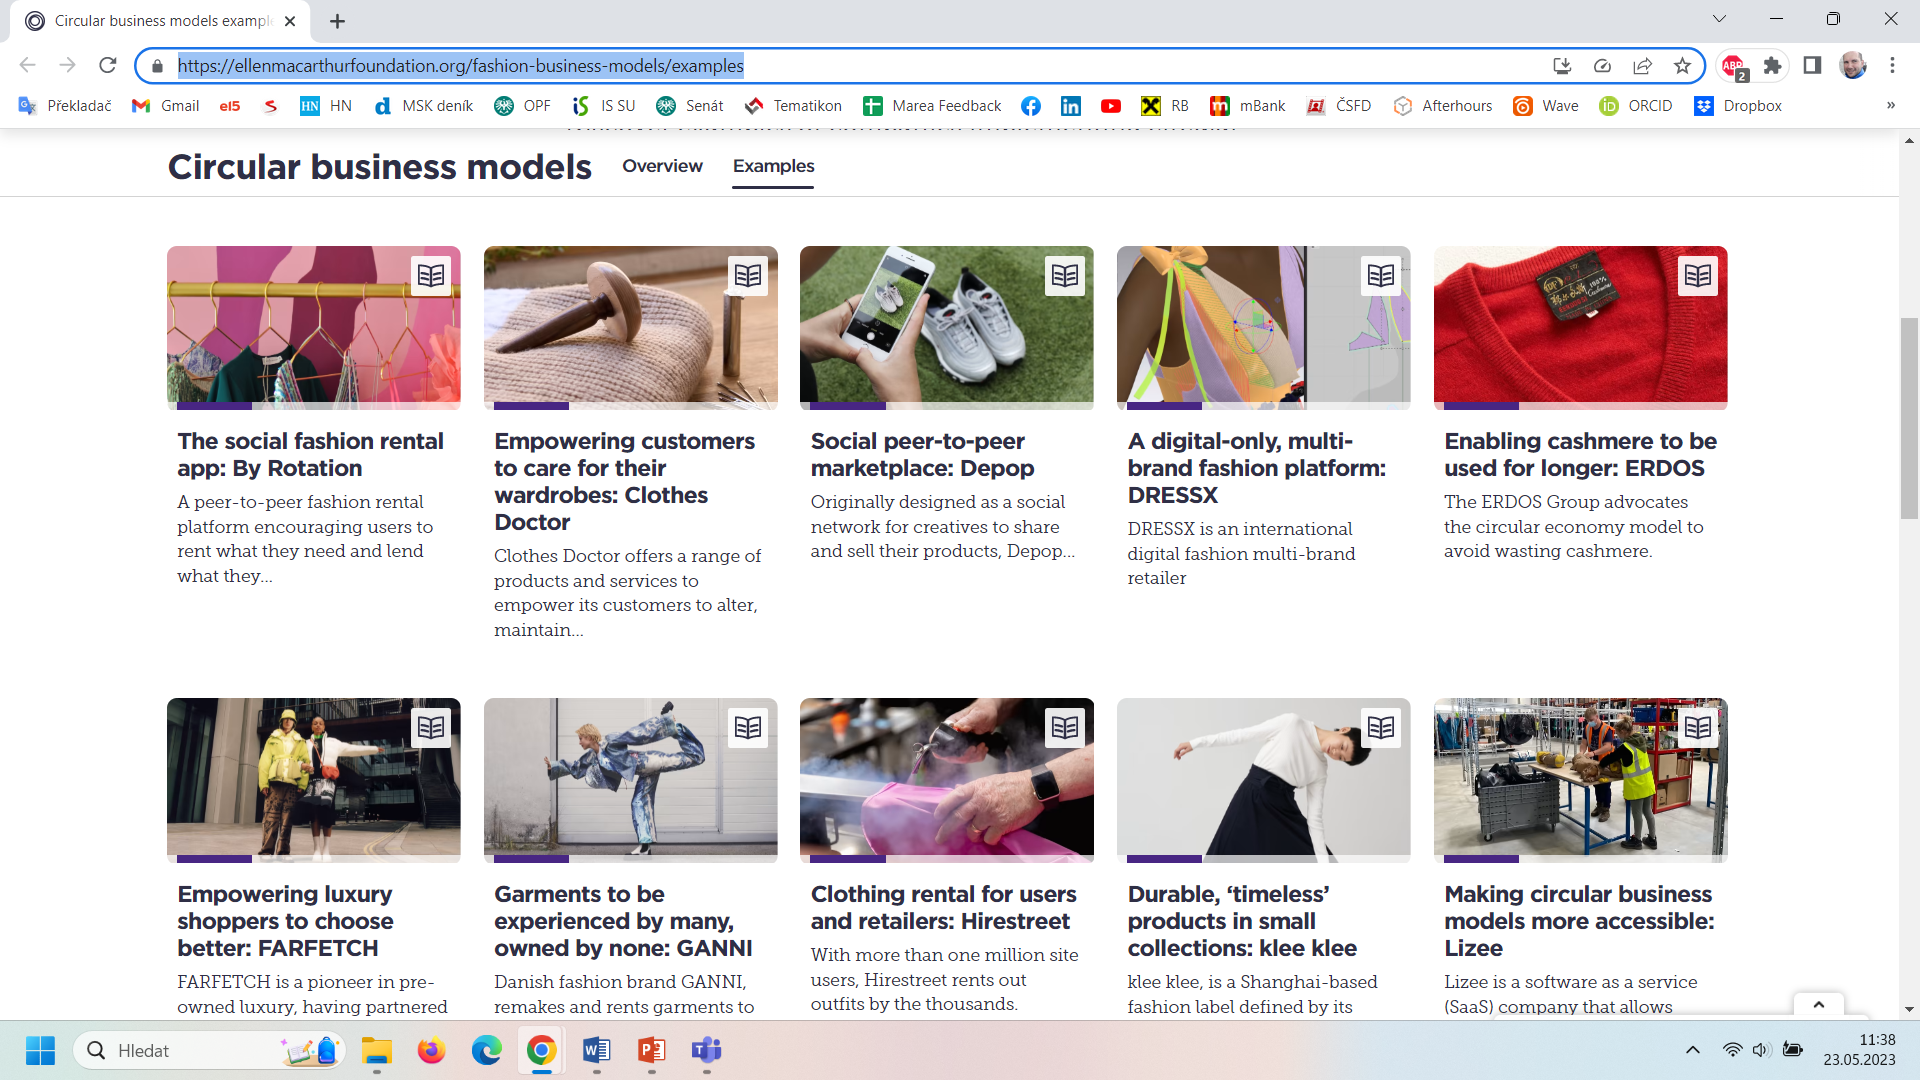 Circular business models example
https://ellenmacarthurfoundation.org/fashion-business-models/examples
ABP
2
Překladač
Gmail
el5
HN
HN
MSK deník
OPF
IS SU
Senát
Tematikon
Marea Feedback
RB
mBank
ČSFD
Afterhours
Wave
ORCID
Dropbox
»
Circular business models
Overview
Examples
100%
The social fashion rental
app: By Rotation
A peer-to-peer fashion rental
platform encouraging users to
rent what they need and lend
what they...
Empowering customers
to care for their
wardrobes: Clothes
Doctor
Clothes Doctor offers a range of
products and services to
empower its customers to alter,
maintain...
Social peer-to-peer
marketplace: Depop
Originally designed as a social
network for creatives to share
and sell their products, Depop...
A digital-only, multi-
brand fashion platform:
DRESSX
DRESSX is an international
digital fashion multi-brand
retailer
Enabling cashmere to be
used for longer: ERDOS
The ERDOS Group advocates
the circular economy model to
avoid wasting cashmere.
Empowering luxury
shoppers to choose
better: FARFETCH
FARFETCH is a pioneer in pre-
owned luxury, having partnered
Garments to be
experienced by many,
owned by none: GANNI
Danish fashion brand GANNI,
remakes and rents garments to
Clothing rental for users
and retailers: Hirestreet
With more than one million site
users, Hirestreet rents out
outfits by the thousands.
Durable, ‘timeless’
products in small
collections: klee klee
klee klee, is a Shanghai-based
fashion label defined by its
Making circular business
models more accessible:
Lizee
Lizee is a software as a service
(SaaS) company that allows
Hledat
11:38
23.05.2023